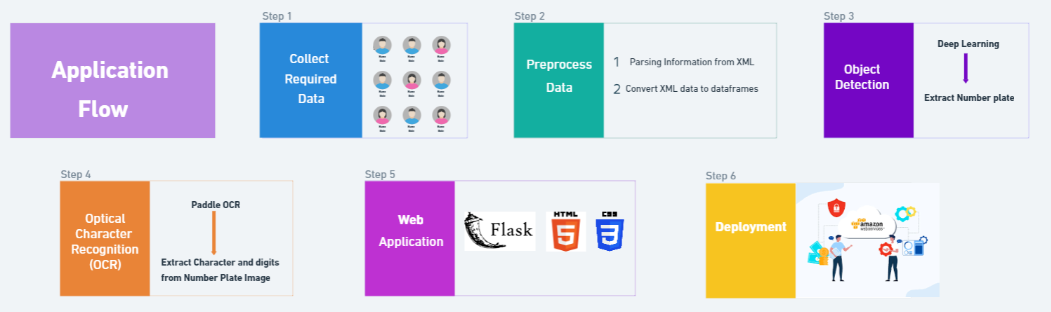 Application
Flow
Step 1
Collect
Required
Data
Step 2
Preprocess
Data
1 Parsing Information from XML
2 Convert XML data to dataframes
Step 3
Object
Detection
Deep Learning
Extract Number plate
Step 4
Optical
Character
Recognition
(OCR)
Paddle OCR
Extract Character and digits
from Number Plate Image
Step 5
Web
Application
Flask
HTML
5
CSS
3
Step 6
Deployment
amazon
webservices